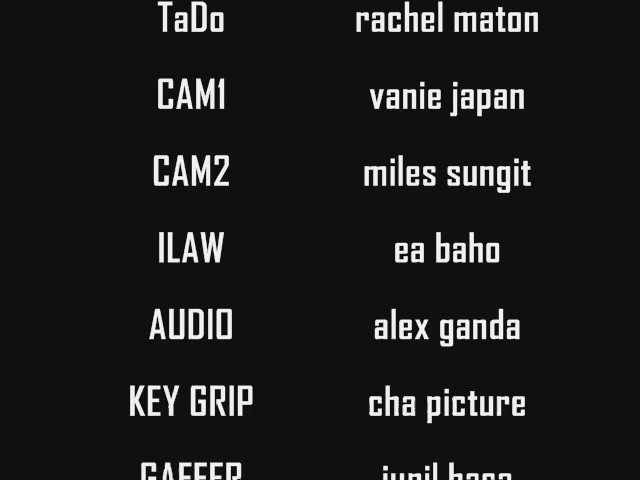 TaDo rachel maton
CAM1 vanie japan
CAM2 miles sungit
ILAW ea baho
AUDIO alex ganda
KEY GRIP cha picture
GAFFER